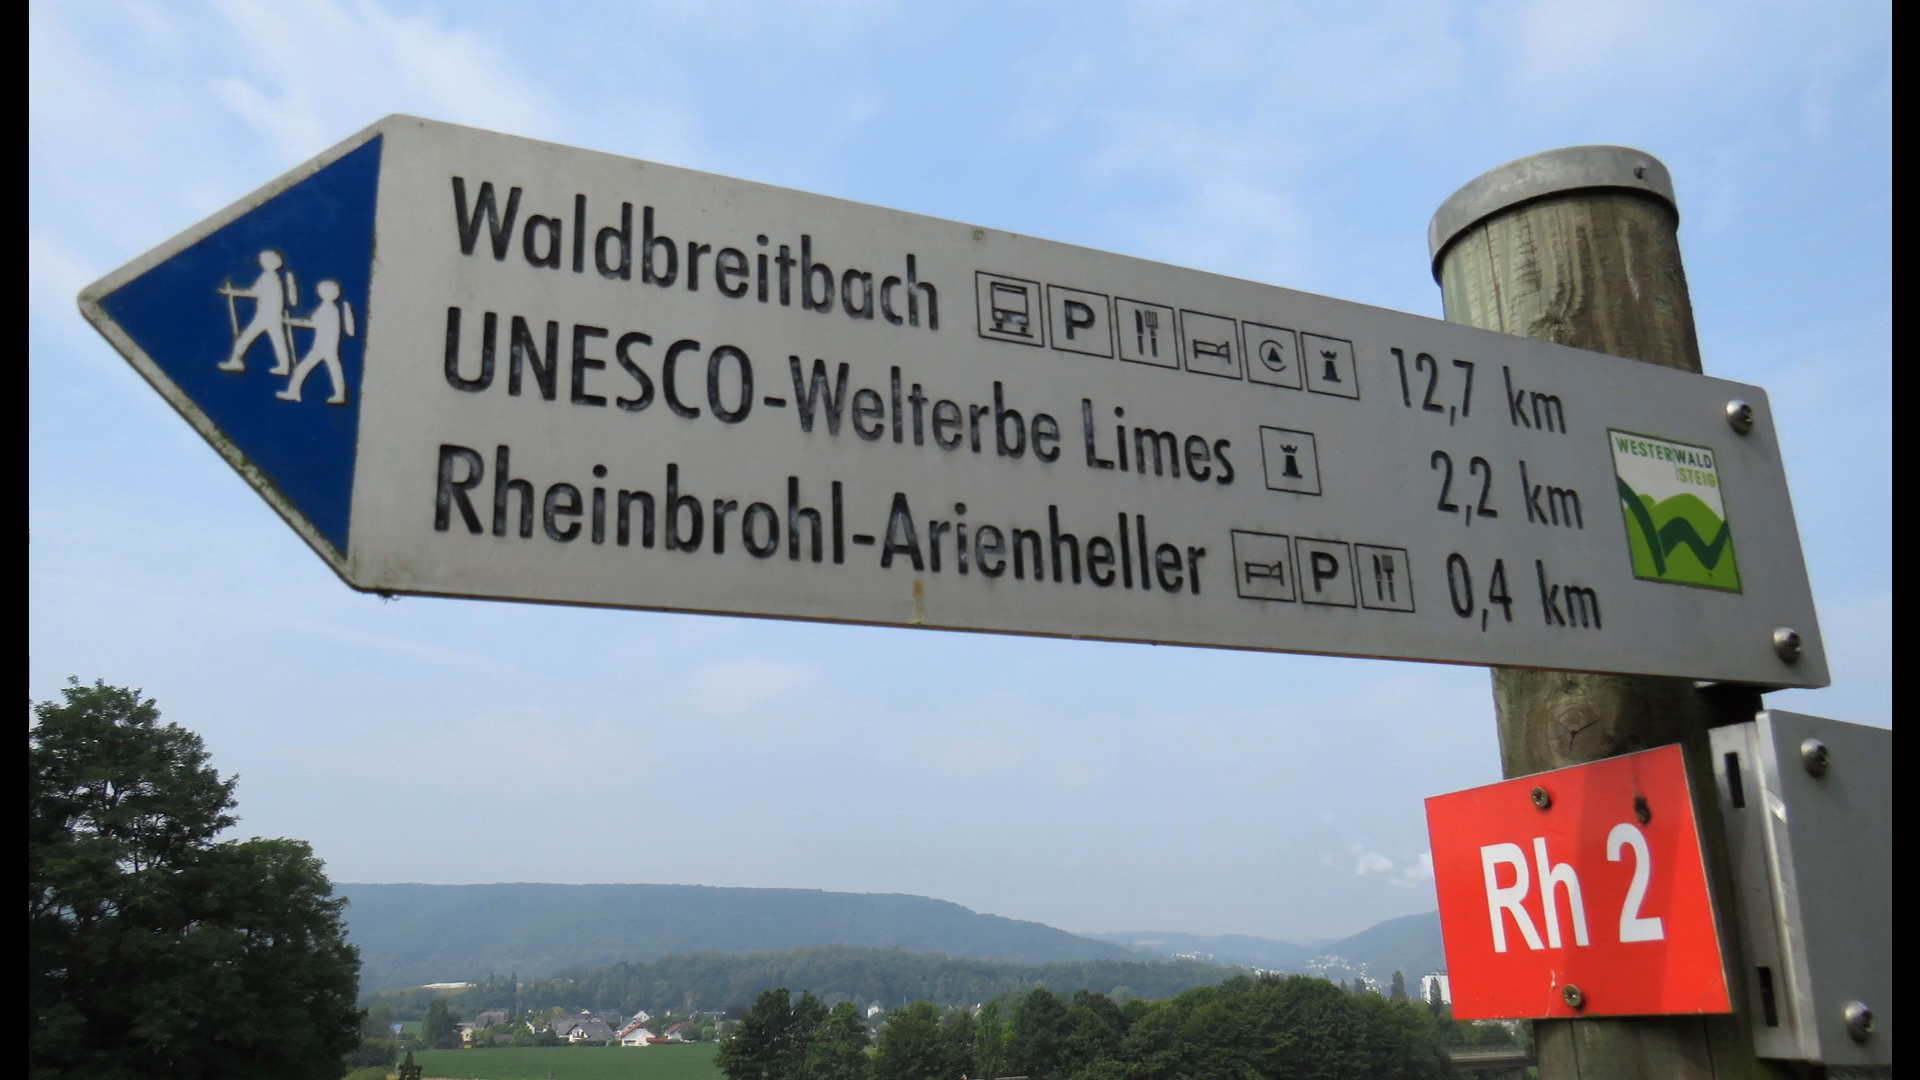 Waldbreitbach P 12,7 km
UNESCO-Welterbe Limes 2,2 km
Rheinbrohl-Arienheller P 0,4 km
WESTERWALD
STEIG
Rh 2